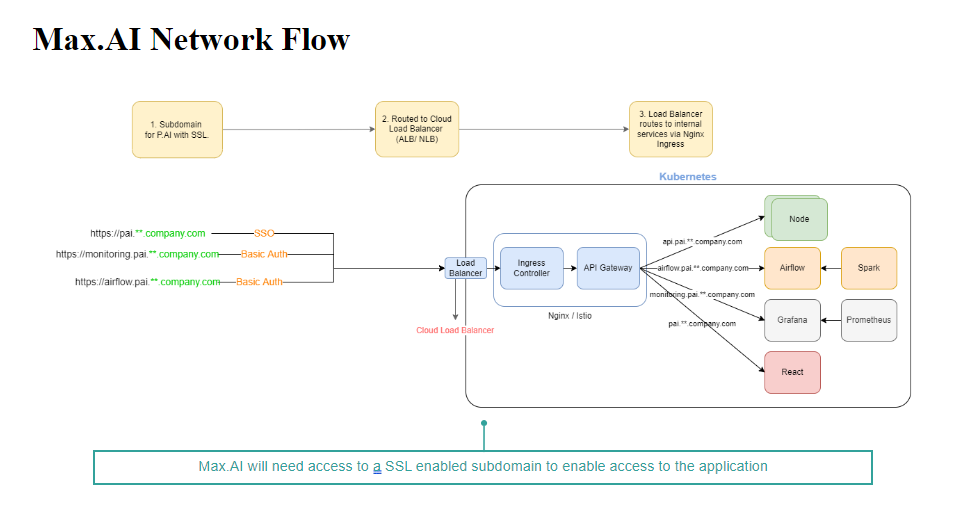 Max.AI Network Flow
1. Subdomain
for P.AI with SSL.
2. Routed to Cloud
Load Balancer
(ALB/ NLB)
3. Load Balancer
routes to internal
services via Nginx
Ingress
Kubernetes
https://pai.**.company.com
SSO
https://monitoring.pai.**.company.com
Basic Auth
https://airflow.pai.**.company.com
Basic Auth
Load
Balancer
Cloud Load Balancer
Ingress
Controller
API Gateway
Nginx / Istio
api.pai.**.company.com
airflow.pai.**.company.com
monitoring.pai.**.company.com
pai.**.company.com
Node
Airflow
Spark
Grafana
Prometheus
React
Max.AI will need access to a SSL enabled subdomain to enable access to the application